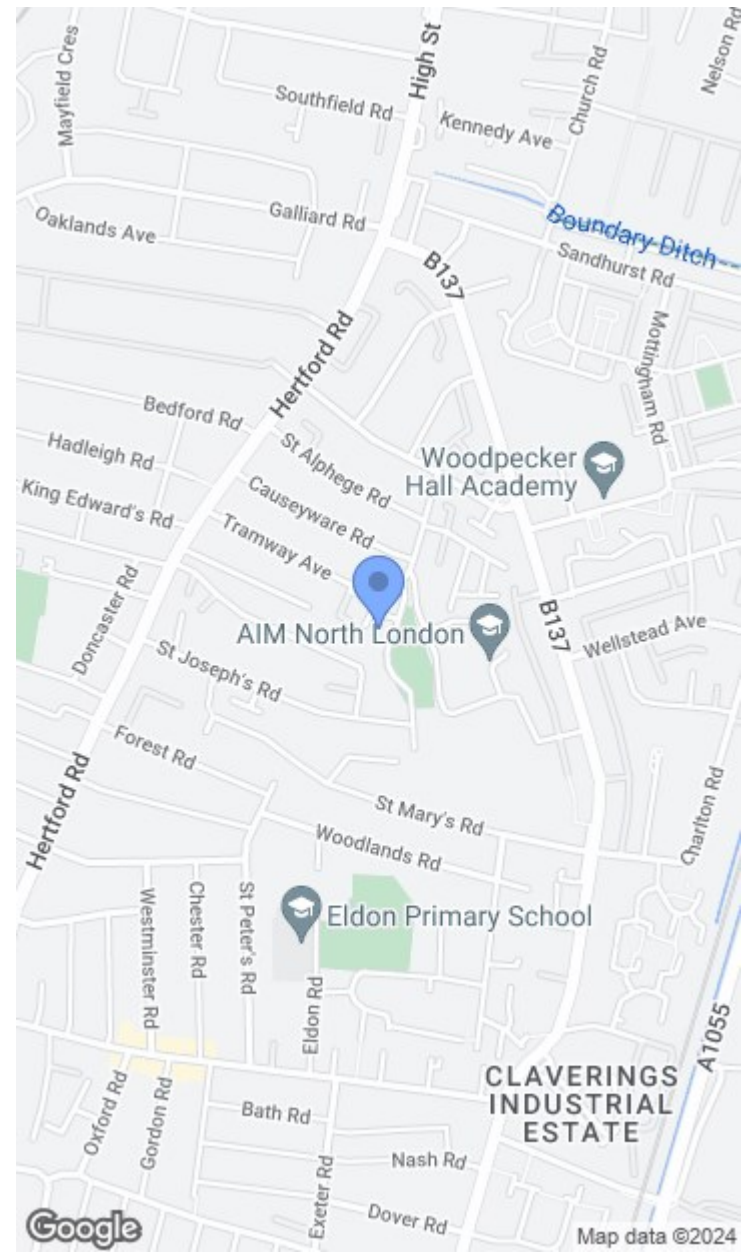 Mayfield Cres
High St
Nelson Rd
Southfield Rd
Kennedy Ave
Church Rd
Galliard Rd
Oaklands Ave
Boundary Ditch
B137
Sandhurst Rd
Hertford Rd
Mottingham Rd
Bedford Rd
St Alphege Rd
Hadleigh Rd
Woodpecker
Hall Academy
Causeyware Rd
King Edward's Rd
Tramway Ave
Doncaster Rd
AIM North London
B137
Wellstead Ave
St Joseph's Rd
Forest Rd
Hertford Rd
St Mary's Rd
Charlton Rd
Woodlands Rd
Westminster Rd
Chester Rd
St Peter's Rd
Eldon Primary School
Eldon Rd
A1055
CLAVERINGS
INDUSTRIAL
ESTATE
Oxford Rd
Gordon Rd
Bath Rd
Nash Rd
Exeter Rd
Dover Rd
Google
Map data ©2024